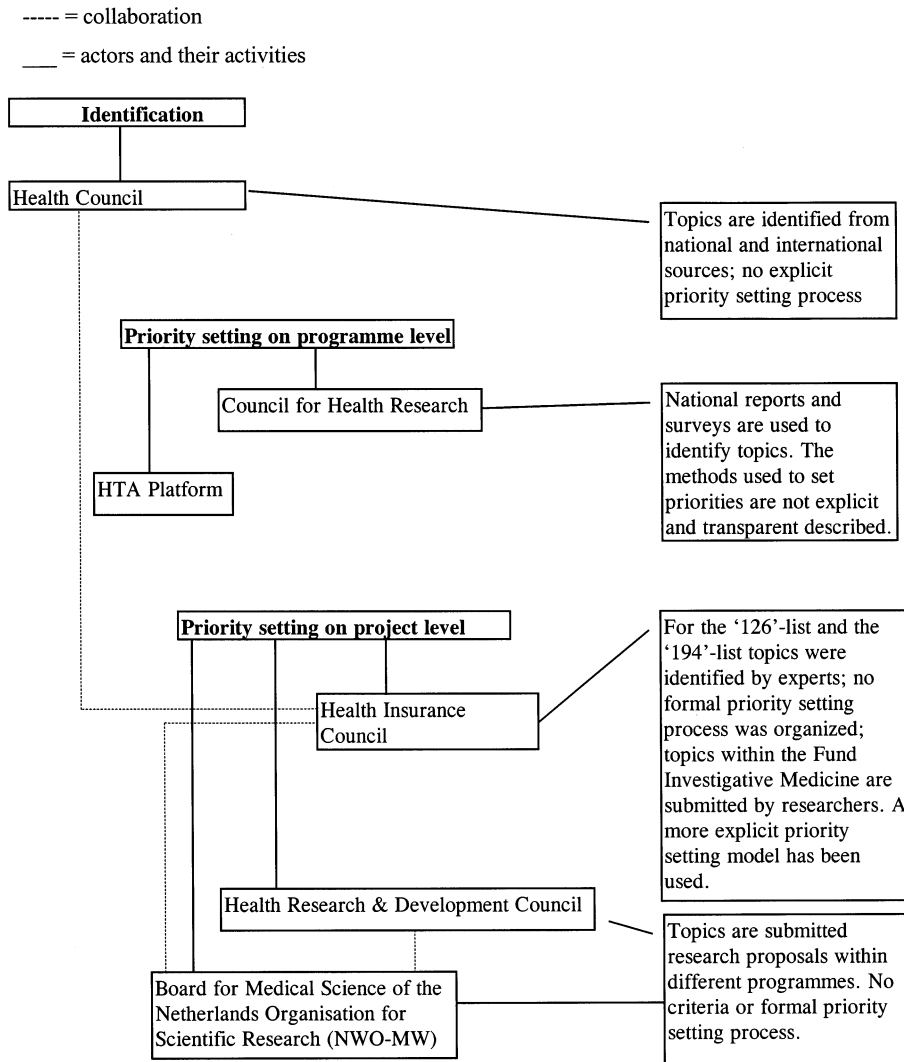 ----- = collaboration
___ = actors and their activities
Identification
Health Council
Topics are identified from
national and international
sources; no explicit
priority setting process
Priority setting on programme level
Council for Health Research
HTA Platform
National reports and
surveys are used to
identify topics. The
methods used to set
priorities are not explicit
and transparent described.
Priority setting on project level
Health Insurance
Council
For the ‘126’-list and the
‘194’-list topics were
identified by experts; no
formal priority setting
process was organized;
topics within the Fund
Investigative Medicine are
submitted by researchers. A
more explicit priority
setting model has been
used.
Health Research & Development Council
Board for Medical Science of the
Netherlands Organisation for
Scientific Research (NWO-MW)
Topics are submitted
research proposals within
different programmes. No
criteria or formal priority
setting process.